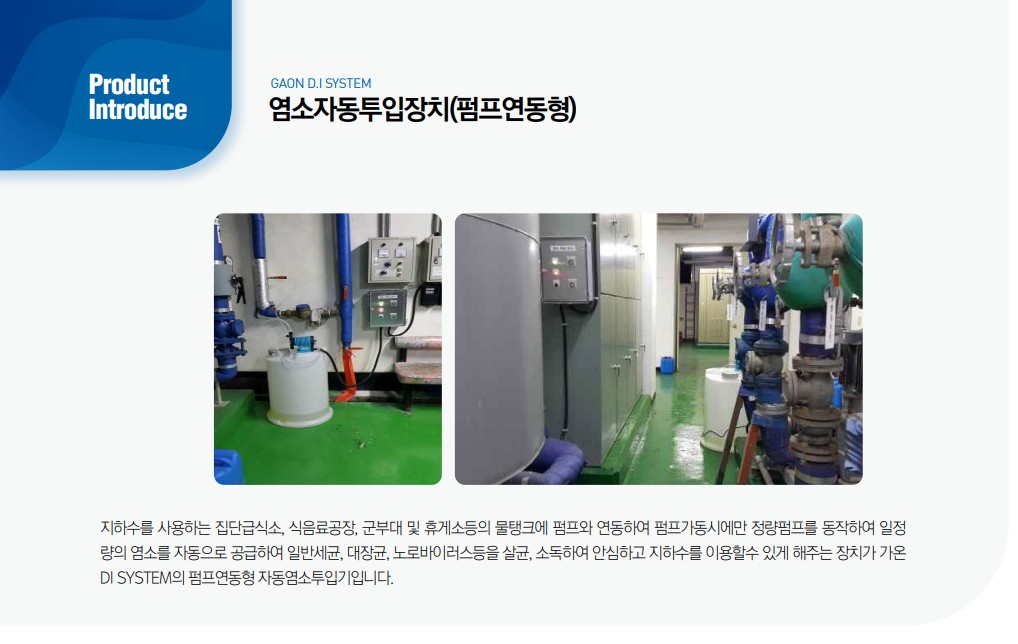 Product
Introduce
GAON D.I SYSTEM
염소자동투입장치(펌프연동형)
지하수를 사용하는 집단급식소, 식음료공장, 군부대 및 휴게소등의 물탱크에 펌프와 연동하여 펌프가동시에만 정량펌프를 동작하여 일정
량의 염소를 자동으로 공급하여 일반세균, 대장균, 노로바이러스등을 살균, 소독하여 안심하고 지하수를 이용할수 있게 해주는 장치가 가온
DI SYSTEM의 펌프연동형 자동염소투입기입니다.